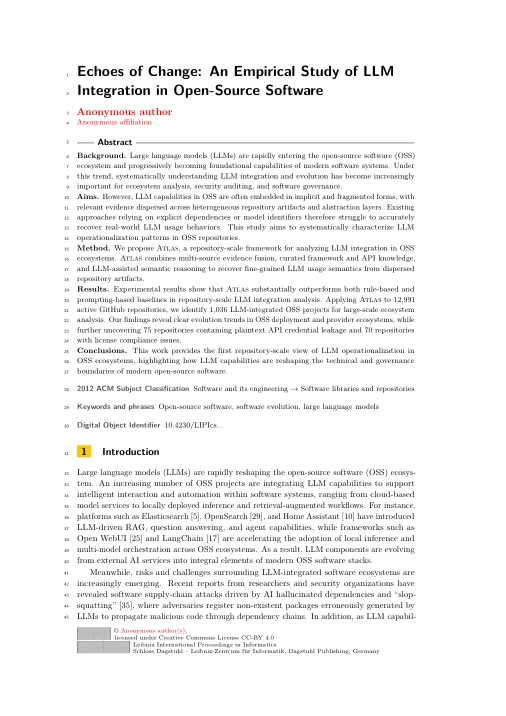 1 Echoes of Change: An Empirical Study of LLM
2 Integration in Open-Source Software
3 Anonymous author
4 Anonymous affiliation
5 Abstract
6 Background. Large language models (LLMs) are rapidly entering the open-source software (OSS)
7 ecosystem and progressively becoming foundational capabilities of modern software systems. Under
8 this trend, systematically understanding LLM integration and evolution has become increasingly
9 important for ecosystem analysis, security auditing, and software governance.
10 Aims. However, LLM capabilities in OSS are often embedded in implicit and fragmented forms, with
11 relevant evidence dispersed across heterogeneous repository artifacts and abstraction layers. Existing
12 approaches relying on explicit dependencies or model identifiers therefore struggle to accurately
13 recover real-world LLM usage behaviors. This study aims to systematically characterize LLM
14 operationalization patterns in OSS repositories.
15 Method. We propose ATLAS, a repository-scale framework for analyzing LLM integration in OSS
16 ecosystems. ATLAS combines multi-source evidence fusion, curated framework and API knowledge,
17 and LLM-assisted semantic reasoning to recover fine-grained LLM usage semantics from dispersed
18 repository artifacts.
19 Results. Experimental results show that ATLAS substantially outperforms both rule-based and
20 prompting-based baselines in repository-scale LLM integration analysis. Applying ATLAS to 12,991
21 active GitHub repositories, we identify 1,036 LLM-integrated OSS projects for large-scale ecosystem
22 analysis. Our findings reveal clear evolution trends in OSS deployment and provider ecosystems, while
23 further uncovering 75 repositories containing plaintext API credential leakage and 70 repositories
24 with license compliance issues.
25 Conclusions. This work provides the first repository-scale view of LLM operationalization in
26 OSS ecosystems, highlighting how LLM capabilities are reshaping the technical and governance
27 boundaries of modern open-source software.
28 2012 ACM Subject Classification Software and its engineering → Software libraries and repositories
29 Keywords and phrases Open-source software, software evolution, large language models
30 Digital Object Identifier 10.4230/LIPIcs...
31 1 Introduction
32 Large language models (LLMs) are rapidly reshaping the open-source software (OSS) ecosys-
33 tem. An increasing number of OSS projects are integrating LLM capabilities to support
34 intelligent interaction and automation within software systems, ranging from cloud-based
35 model services to locally deployed inference and retrieval-augmented workflows. For instance,
36 platforms such as Elasticsearch [5], OpenSearch [29], and Home Assistant [10] have introduced
37 LLM-driven RAG, question answering, and agent capabilities, while frameworks such as
38 Open WebUI [25] and LangChain [17] are accelerating the adoption of local inference and
39 multi-model orchestration across OSS ecosystems. As a result, LLM components are evolving
40 from external AI services into integral elements of modern OSS software stacks.
41 Meanwhile, risks and challenges surrounding LLM-integrated software ecosystems are
42 increasingly emerging. Recent reports from researchers and security organizations have
43 revealed software supply-chain attacks driven by AI hallucinated dependencies and “slop-
44 squatting” [35], where adversaries register non-existent packages erroneously generated by
45 LLMs to propagate malicious code through dependency chains. In addition, as LLM capabil-
© Anonymous author(s);
licensed under Creative Commons License CC-BY 4.0
Leibniz International Proceedings in Informatics
Schloss Dagstuhl – Leibniz-Zentrum für Informatik, Dagstuhl Publishing, Germany